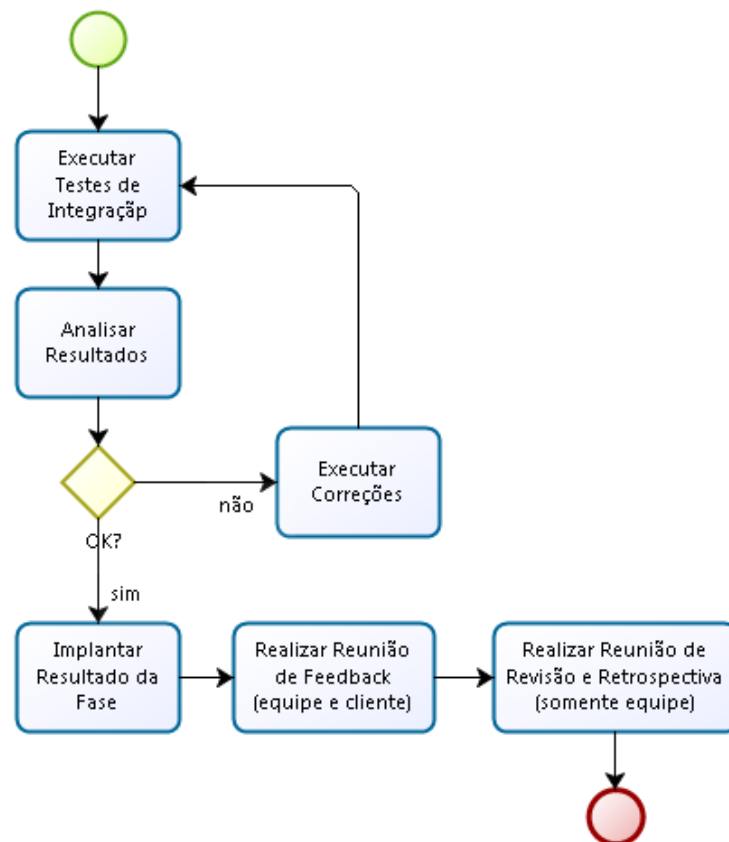 Executar
Testes de
Integraçãp
Analisar
Resultados
Executar
Correções
não
OK?
sim
Implantar
Resultado da
Fase
Realizar Reunião
de Feedback
(equipe e cliente)
Realizar Reunião de
Revisão e Retrospectiva
(somente equipe)